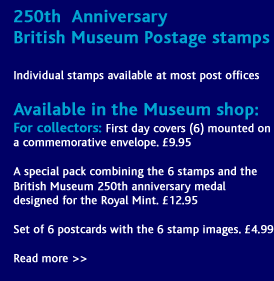 250th Anniversary
British Museum Postage stamps
Individual stamps available at most post offices
Available in the Museum shop:
For collectors: First day covers (6) mounted on
a commemorative envelope. £9.95
A special pack combining the 6 stamps and the
British Museum 250th anniversary medal
designed for the Royal Mint. £12.95
Set of 6 postcards with the 6 stamp images. £4.99
Read more >>